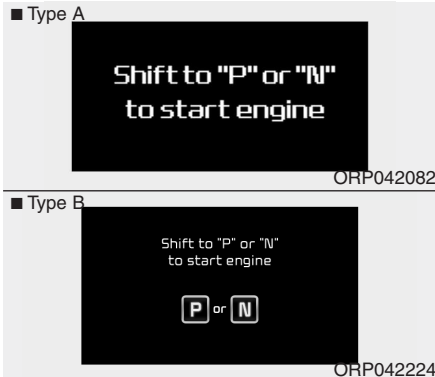 ■ Type A
Shift to "P" or "N"
to start engine
ORP042082
■ Type B
Shift to "P" or "N"
to start engine
P or N
ORP042224